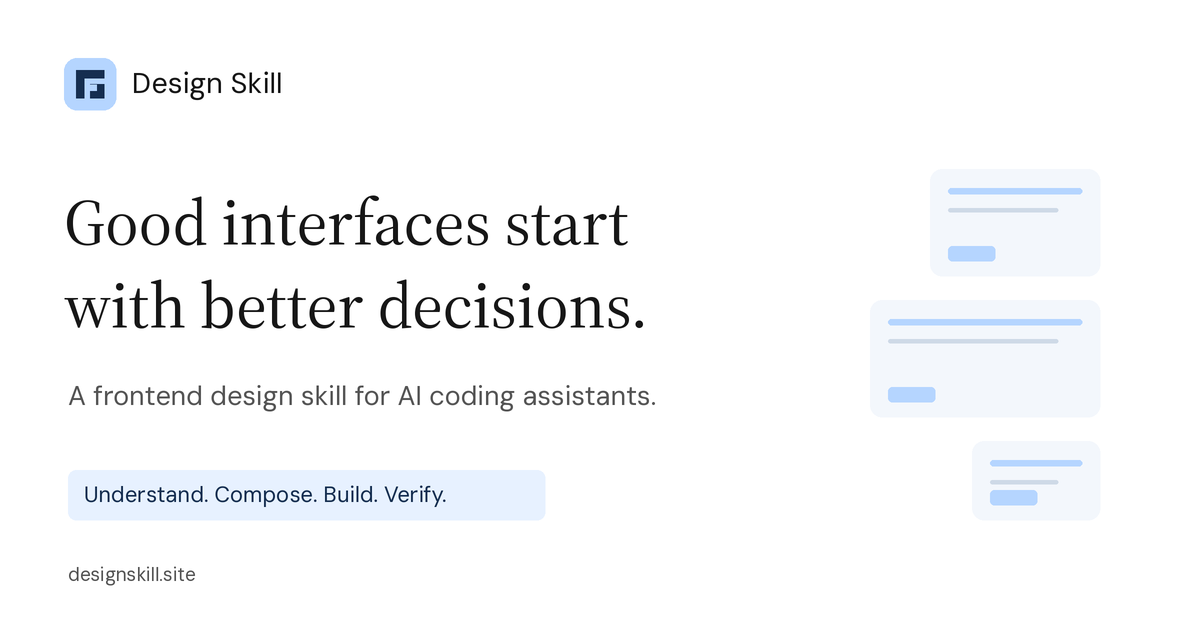 Design Skill
Good interfaces start
with better decisions.
A frontend design skill for AI coding assistants.
Understand. Compose. Build. Verify.
designskill.site